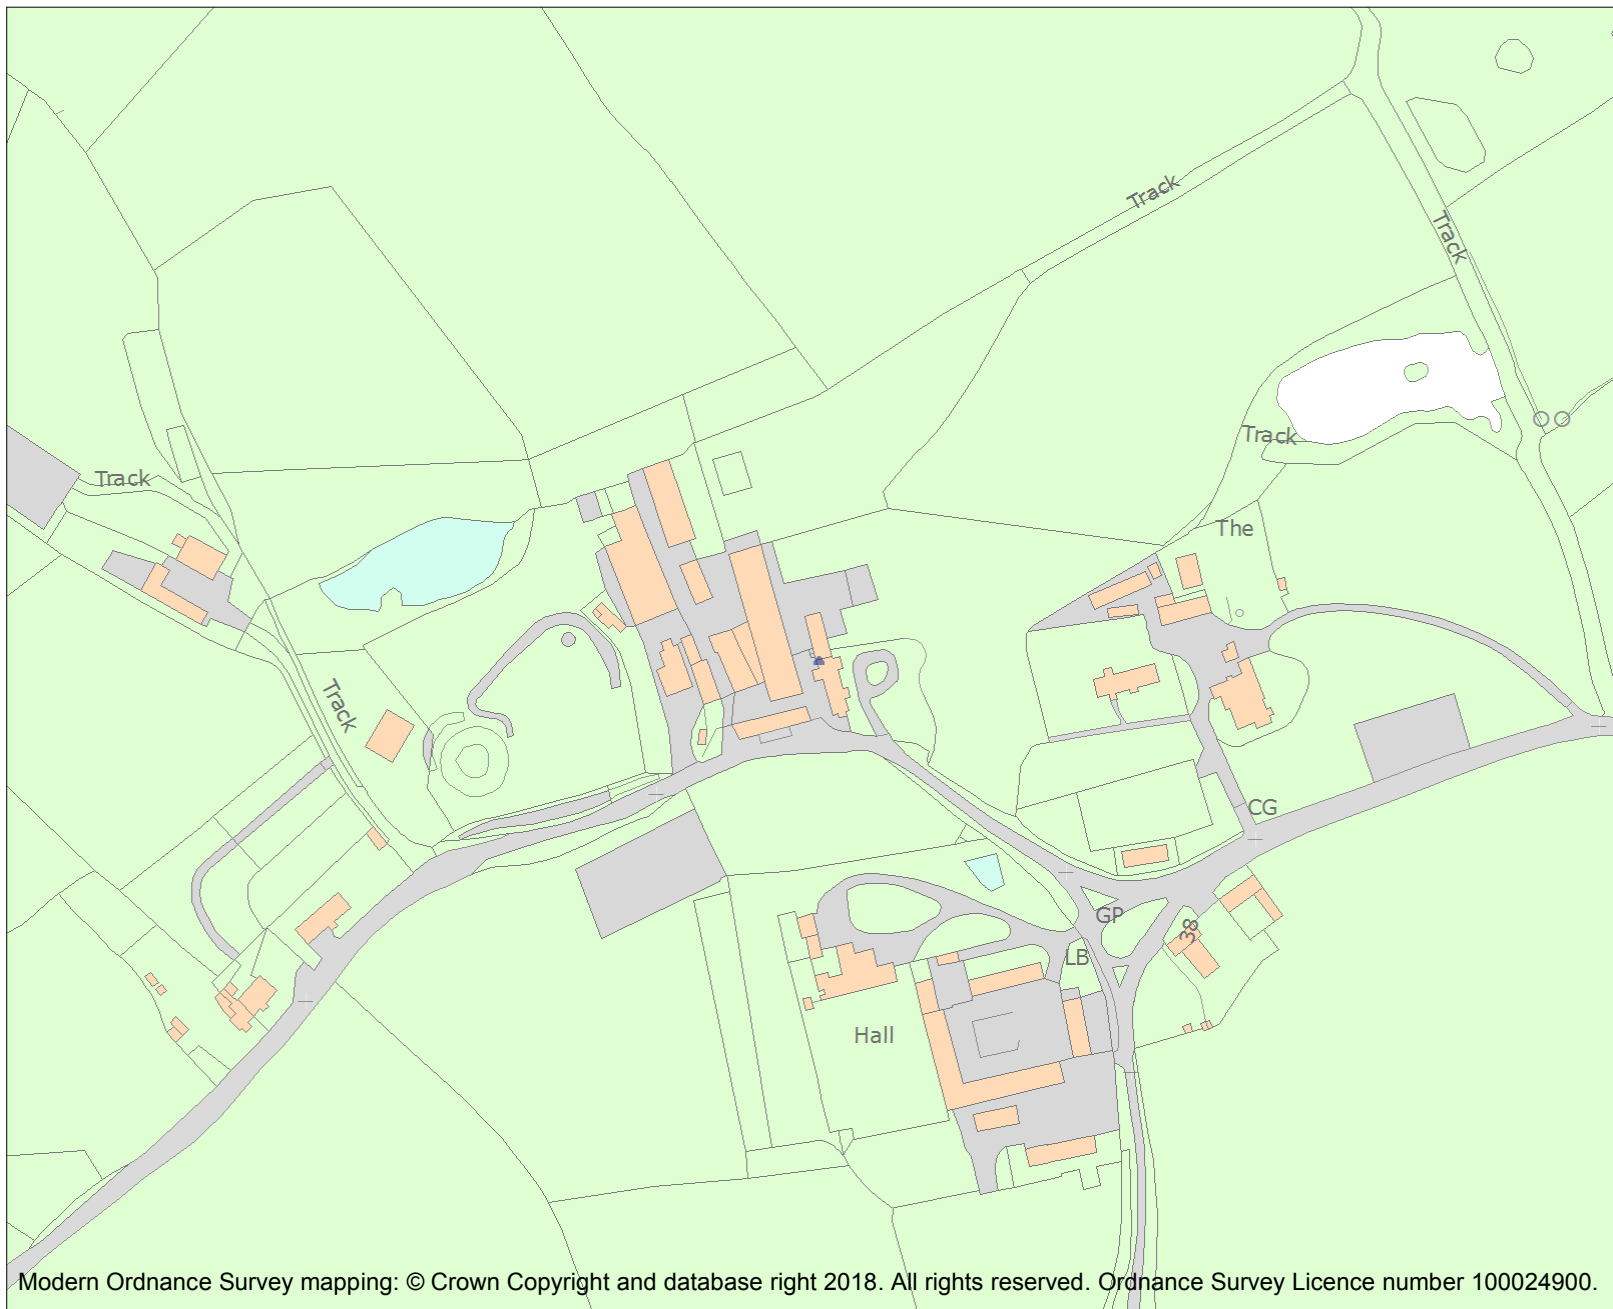 Track
Track
Track
Track
The
Track
CG
GP
38
LB
Hall
Modern Ordnance Survey mapping: © Crown Copyright and database right 2018. All rights reserved. Ordnance Survey Licence number 100024900.